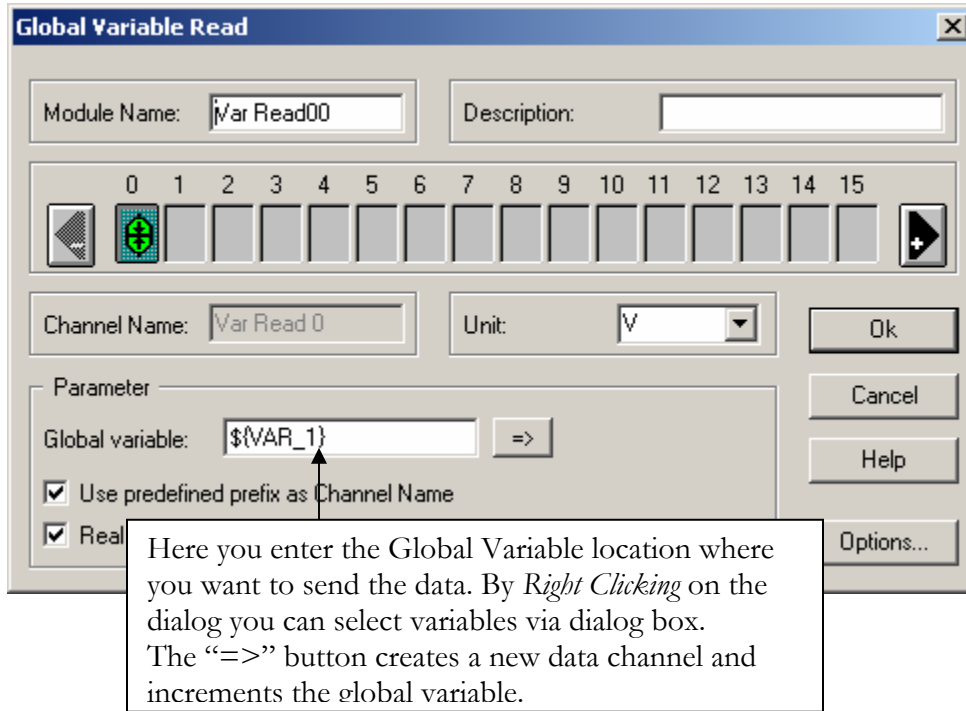 Global Variable Read
Module Name: Var Read00 Description:
0 1 2 3 4 5 6 7 8 9 10 11 12 13 14 15
- +
Channel Name: Var Read 0 Unit: V Ok
Parameter Cancel
Global variable: ${VAR_1} => Help
Use predefined prefix as Channel Name
Real Options...
Here you enter the Global Variable location where
you want to send the data. By Right Clicking on the
dialog you can select variables via dialog box.
The “=>” button creates a new data channel and
increments the global variable.